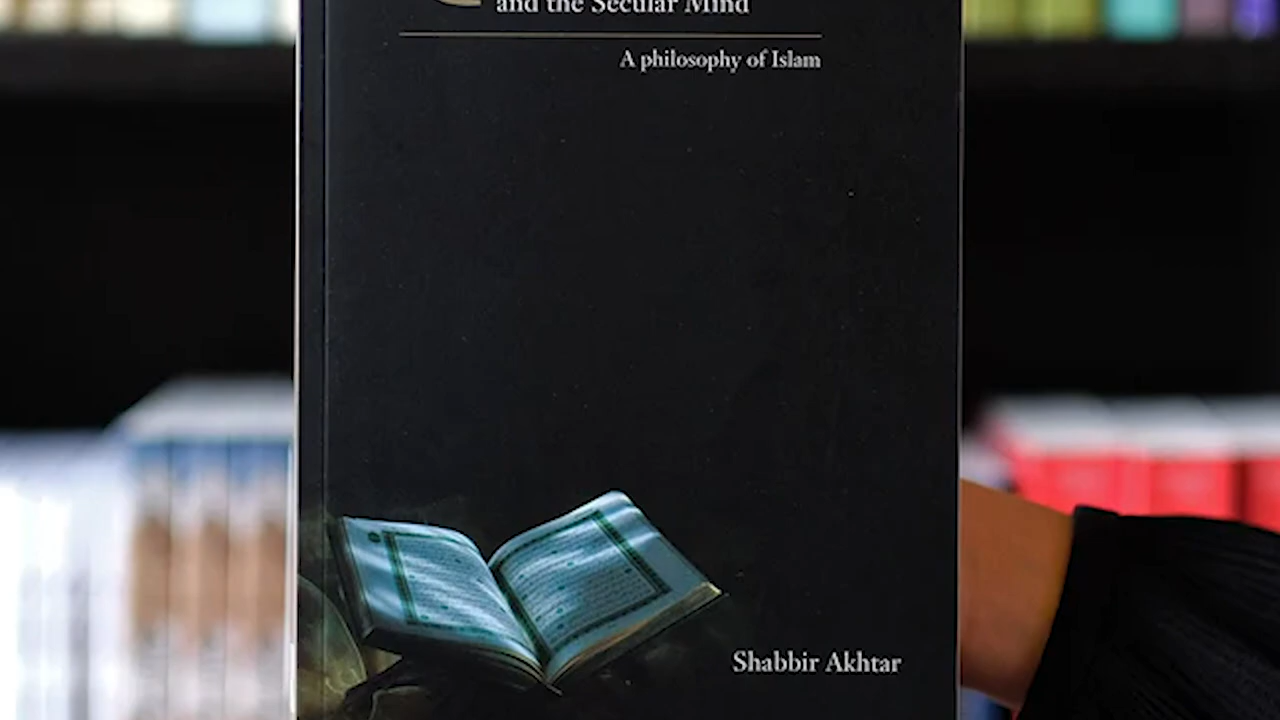 and the Secular Mind
A philosophy of Islam
Shabbir Akhtar